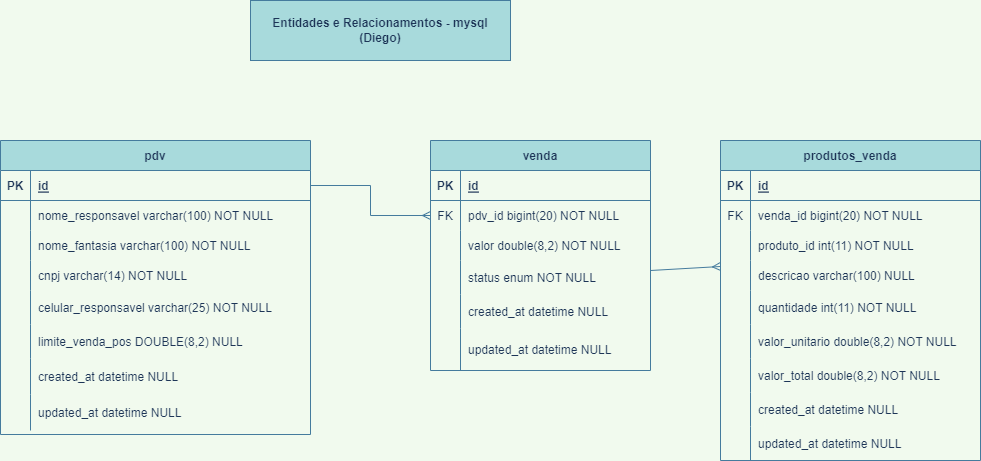 Entidades e Relacionamentos - mysql
(Diego)
pdv
PK id
nome_responsavel varchar(100) NOT NULL
nome_fantasia varchar(100) NOT NULL
cnpj varchar(14) NOT NULL
celular_responsavel varchar(25) NOT NULL
limite_venda_pos DOUBLE(8,2) NULL
created_at datetime NULL
updated_at datetime NULL
venda
PK id
FK pdv_id bigint(20) NOT NULL
valor double(8,2) NOT NULL
status enum NOT NULL
created_at datetime NULL
updated_at datetime NULL
produtos_venda
PK id
FK venda_id bigint(20) NOT NULL
produto_id int(11) NOT NULL
descricao varchar(100) NULL
quantidade int(11) NOT NULL
valor_unitario double(8,2) NOT NULL
valor_total double(8,2) NOT NULL
created_at datetime NULL
updated_at datetime NULL